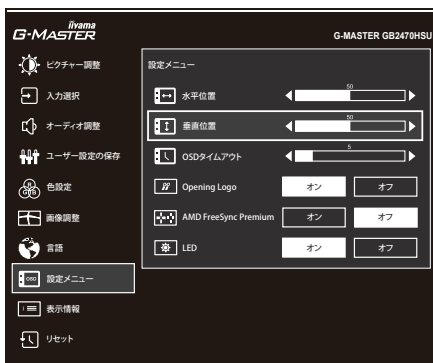 iiyama
G-MASTER
G-MASTER GB2470HSU
ピクチャー調整
入力選択
オーディオ調整
ユーザー設定の保存
色設定
画像調整
言語
OSD
設定メニュー
表示情報
リセット
設定メニュー
50
水平位置
50
垂直位置
5
OSDタイムアウト
Opening Logo
オン
オフ
AMD FreeSync Premium
オン
オフ
LED
オン
オフ